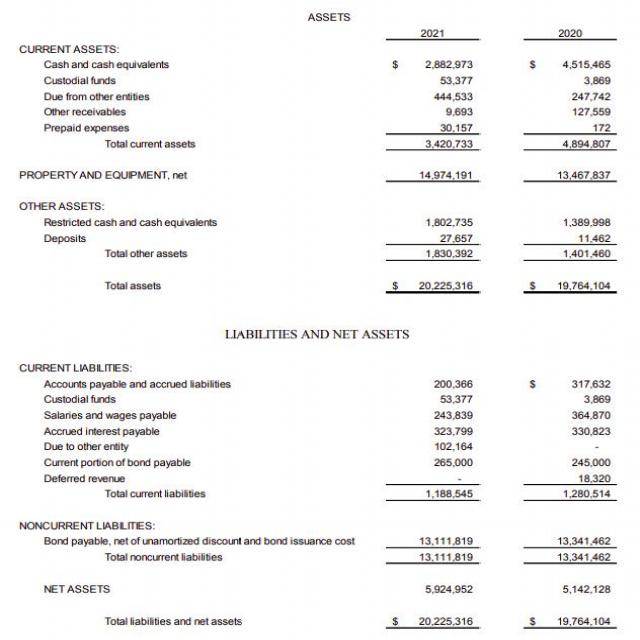 ASSETS
2021 2020
CURRENT ASSETS:
Cash and cash equivalents $ 2,882,973 $ 4,515,465
Custodial funds 53,377 3,869
Due from other entities 444,533 247,742
Other receivables 9,693 127,559
Prepaid expenses 30,157 172
Total current assets 3,420,733 4,894,807
PROPERTY AND EQUIPMENT, net 14,974,191 13,467,837
OTHER ASSETS:
Restricted cash and cash equivalents 1,802,735 1,389,998
Deposits 27,657 11,462
Total other assets 1,830,392 1,401,460
Total assets $ 20,225,316 $ 19,764,104
LIABILITIES AND NET ASSETS
CURRENT LIABILITIES:
Accounts payable and accrued liabilities 200,366 $ 317,632
Custodial funds 53,377 3,869
Salaries and wages payable 243,839 364,870
Accrued interest payable 323,799 330,823
Due to other entity 102,164 -
Current portion of bond payable 265,000 245,000
Deferred revenue - 18,320
Total current liabilities 1,188,545 1,280,514
NONCURRENT LIABILITIES:
Bond payable, net of unamortized discount and bond issuance cost 13,111,819 13,341,462
Total noncurrent liabilities 13,111,819 13,341,462
NET ASSETS 5,924,952 5,142,128
Total liabilities and net assets $ 20,225,316 $ 19,764,104